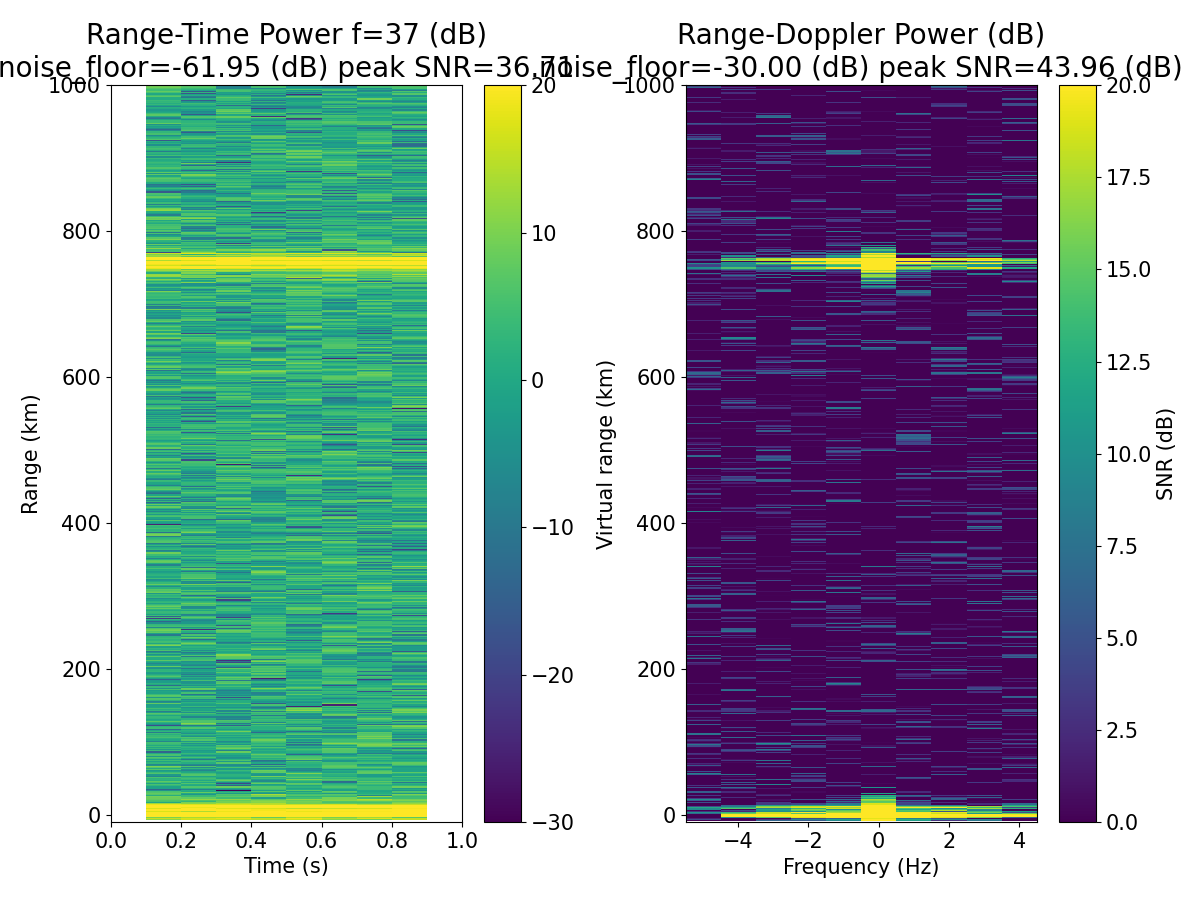 Range-Time Power f=37 (dB)
noise_floor=-61.95 (dB) peak SNR=36.71
Range-Doppler Power (dB)
noise_floor=-30.00 (dB) peak SNR=43.96 (dB)
1000
800
600
400
200
0
Range (km)
0.0 0.2 0.4 0.6 0.8 1.0
Time (s)
20
10
0
−10
−20
−30
1000
800
600
400
200
0
Virtual range (km)
−4 −2 0 2 4
Frequency (Hz)
20.0
17.5
15.0
12.5
10.0
7.5
5.0
2.5
0.0
SNR (dB)